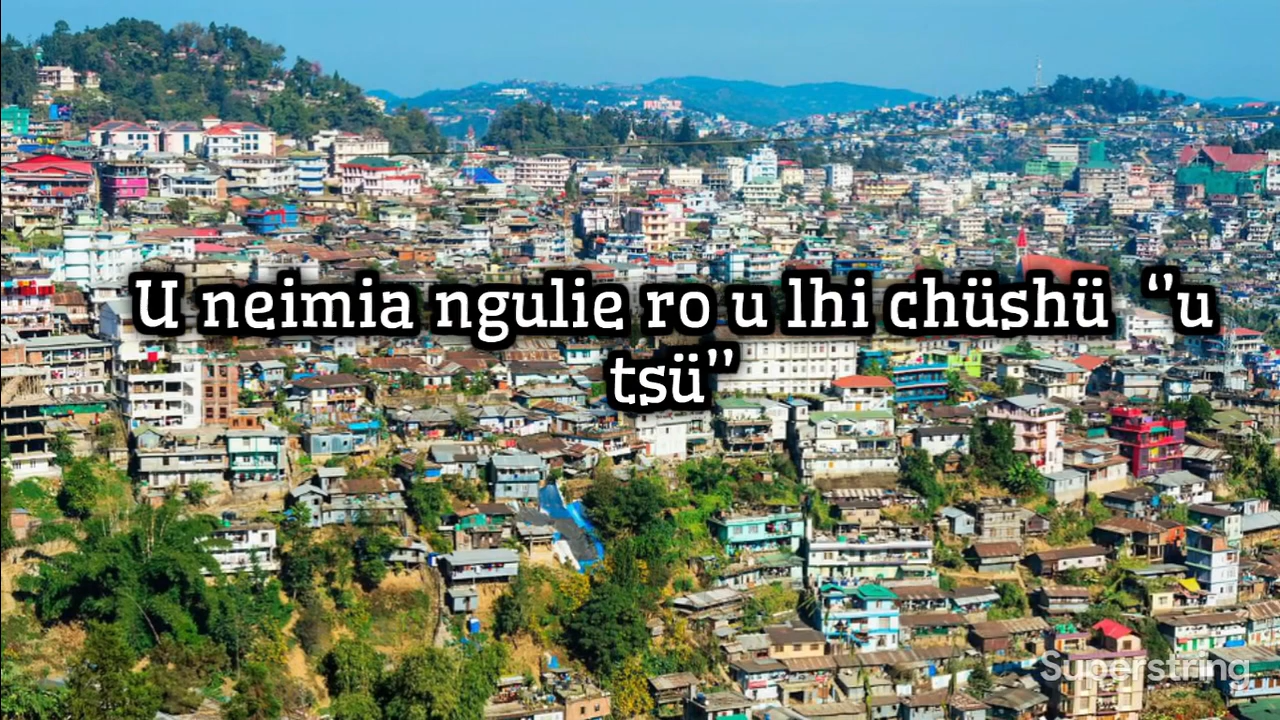 U neimia ngulie ro u lhi chüshü “u
tsü”
Superstring